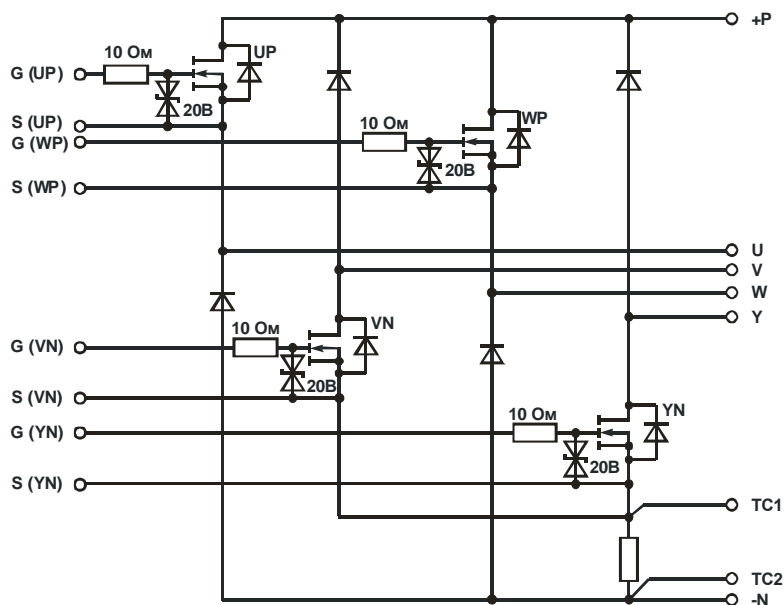 +P
10 Ом
UP
G (UP)
20В
S (UP)
10 Ом
WP
G (WP)
20В
S (WP)
U
V
W
Y
10 Ом
VN
G (VN)
20В
S (VN)
10 Ом
YN
G (YN)
20В
S (YN)
TC1
TC2
-N